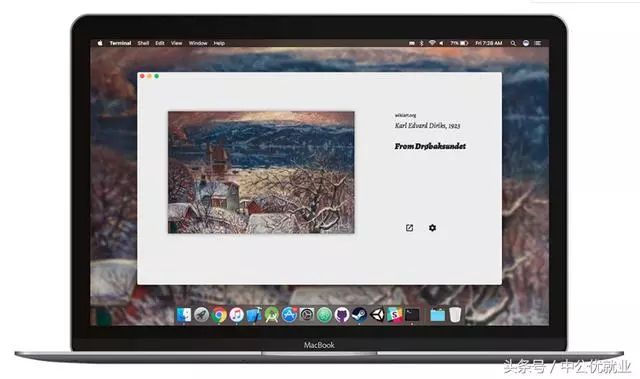 Terminal Shell Edit View Window Help 71% Fri 7:28 AM
wikiart.org
Karl Edvard Diriks, 1923
From Drøbaksundet
MacBook
头条号 / 中公优就业